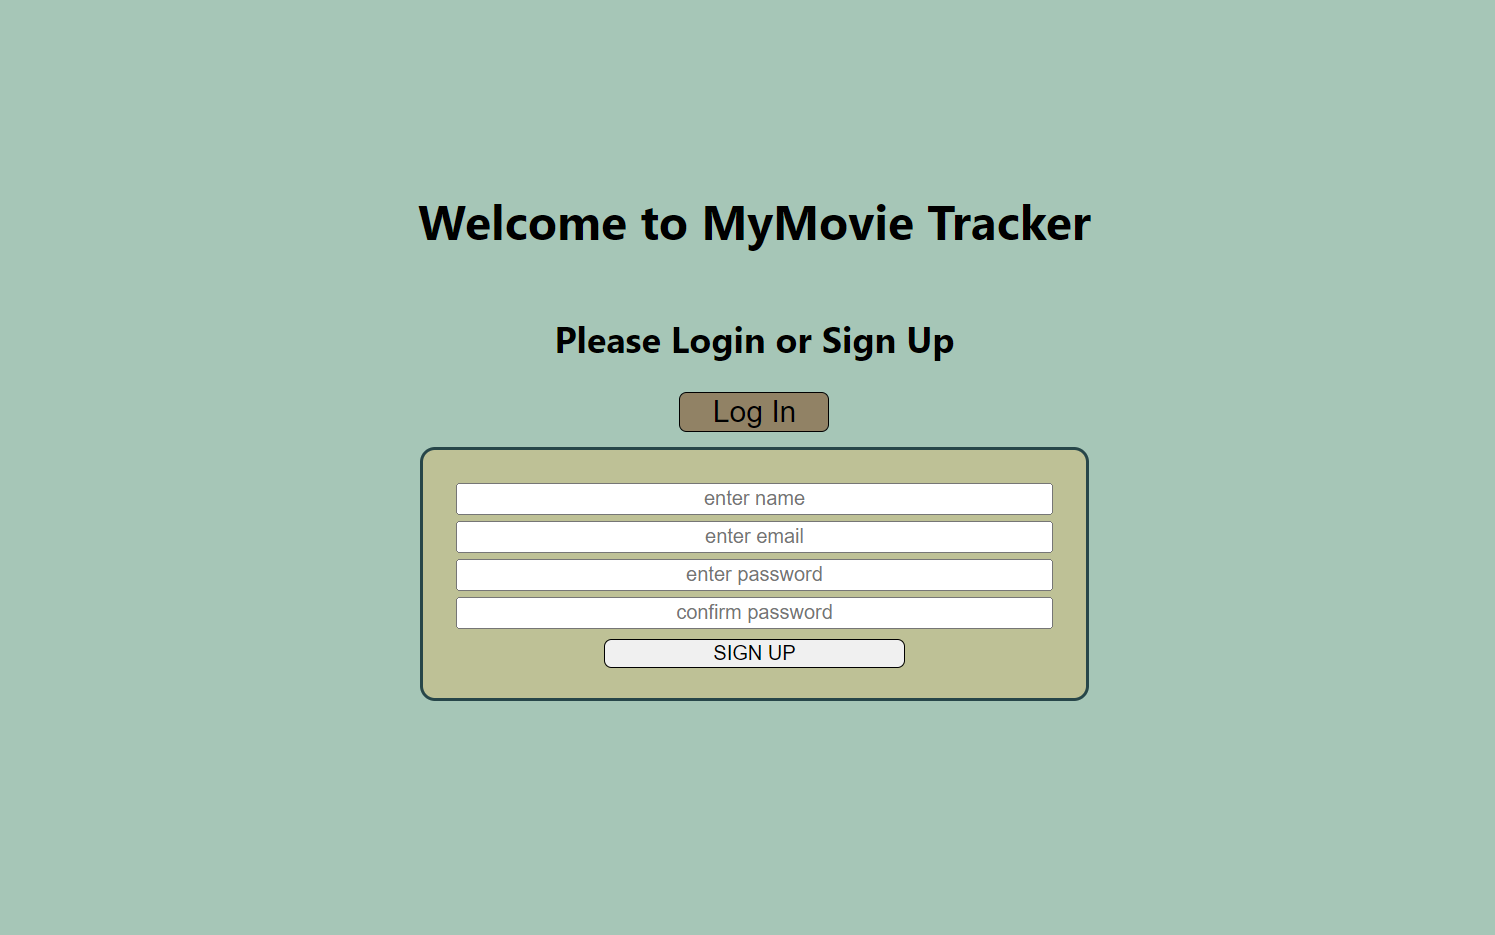 Welcome to MyMovie Tracker
Please Login or Sign Up
Log In
enter name
enter email
enter password
confirm password
SIGN UP